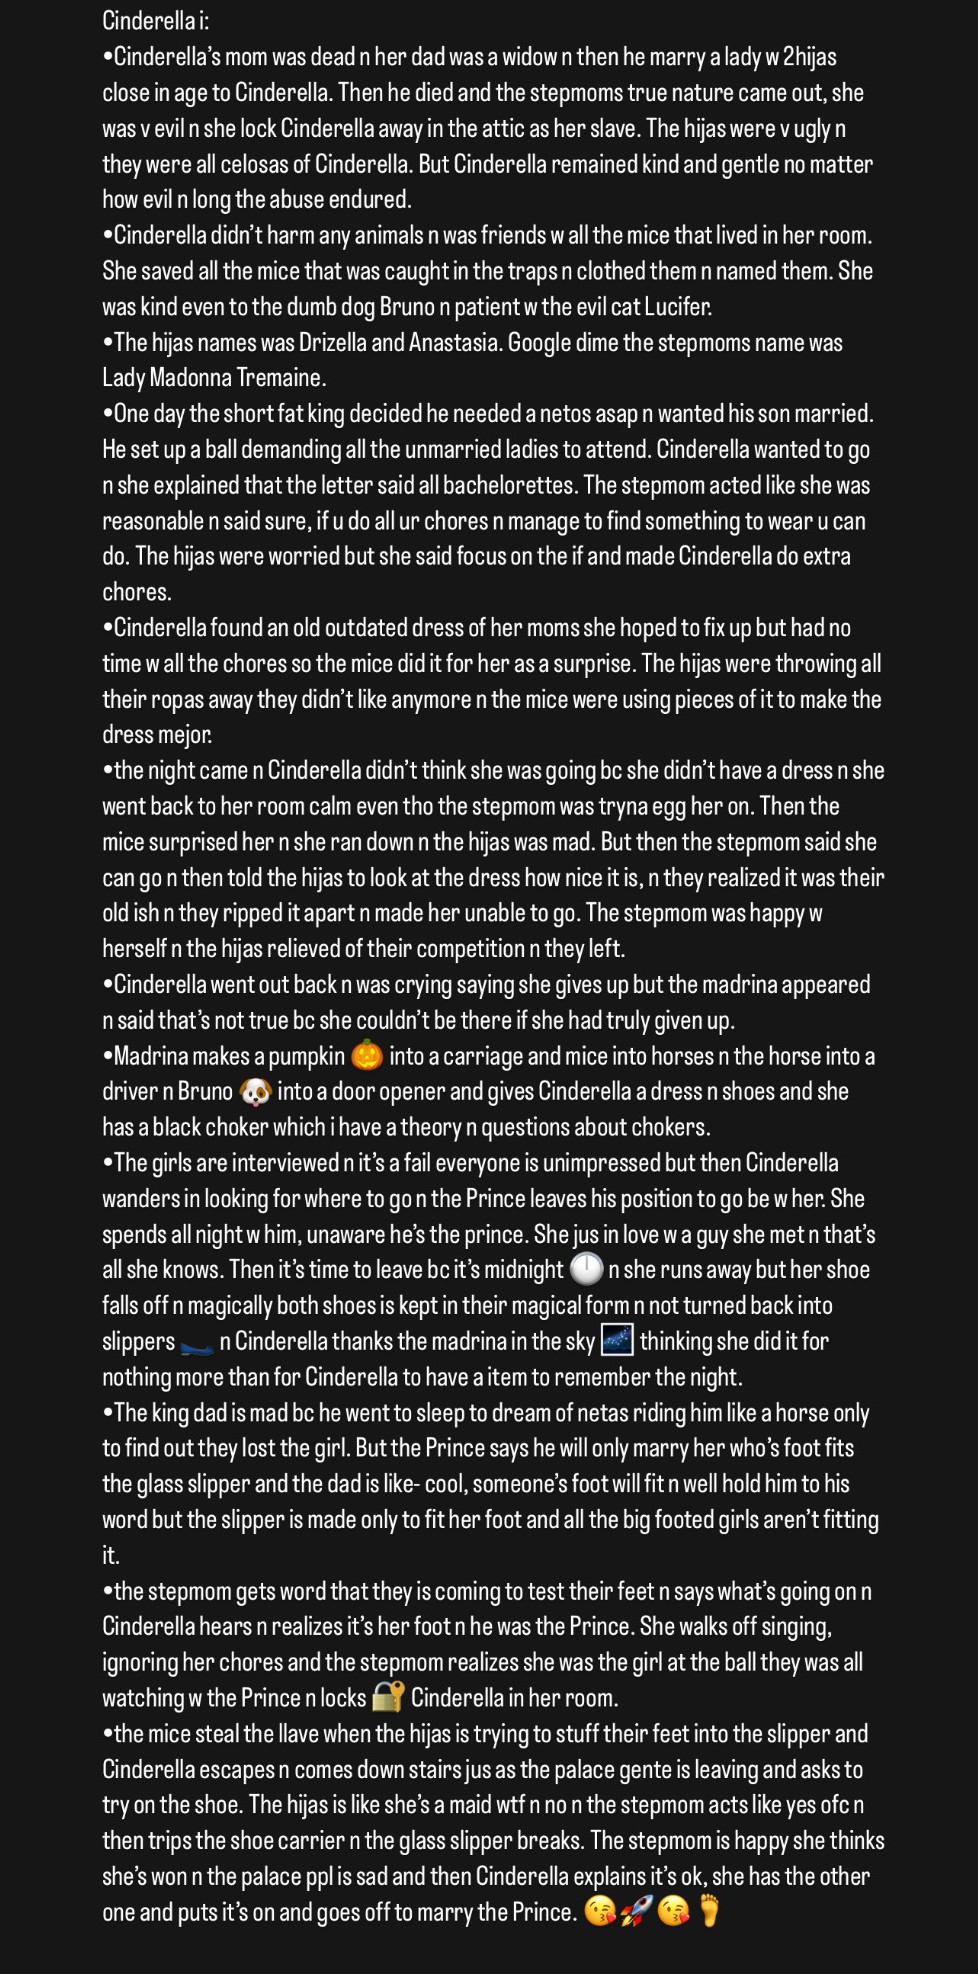 Cinderella i:
•Cinderella’s mom was dead n her dad was a widow n then he marry a lady w 2hijas
close in age to Cinderella. Then he died and the stepmoms true nature came out, she
was v evil n she lock Cinderella away in the attic as her slave. The hijas were v ugly n
they were all celosas of Cinderella. But Cinderella remained kind and gentle no matter
how evil n long the abuse endured.
•Cinderella didn’t harm any animals n was friends w all the mice that lived in her room.
She saved all the mice that was caught in the traps n clothed them n named them. She
was kind even to the dumb dog Bruno n patient w the evil cat Lucifer.
•The hijas names was Drizella and Anastasia. Google dime the stepmoms name was
Lady Madonna Tremaine.
•One day the short fat king decided he needed a netos asap n wanted his son married.
He set up a ball demanding all the unmarried ladies to attend. Cinderella wanted to go
n she explained that the letter said all bachelorettes. The stepmom acted like she was
reasonable n said sure, if u do all ur chores n manage to find something to wear u can
do. The hijas were worried but she said focus on the if and made Cinderella do extra
chores.
•Cinderella found an old outdated dress of her moms she hoped to fix up but had no
time w all the chores so the mice did it for her as a surprise. The hijas were throwing all
their ropas away they didn’t like anymore n the mice were using pieces of it to make the
dress mejor.
•the night came n Cinderella didn’t think she was going bc she didn’t have a dress n she
went back to her room calm even tho the stepmom was tryna egg her on. Then the
mice surprised her n she ran down n the hijas was mad. But then the stepmom said she
can go n then told the hijas to look at the dress how nice it is, n they realized it was their
old ish n they ripped it apart n made her unable to go. The stepmom was happy w
herself n the hijas relieved of their competition n they left.
•Cinderella went out back n was crying saying she gives up but the madrina appeared
n said that’s not true bc she couldn’t be there if she had truly given up.
•Madrina makes a pumpkin 🎃 into a carriage and mice into horses n the horse into a
driver n Bruno 🐶 into a door opener and gives Cinderella a dress n shoes and she
has a black choker which i have a theory n questions about chokers.
•The girls are interviewed n it’s a fail everyone is unimpressed but then Cinderella
wanders in looking for where to go n the Prince leaves his position to go be w her. She
spends all night w him, unaware he’s the prince. She jus in love w a guy she met n that’s
all she knows. Then it’s time to leave bc it’s midnight 🕛 n she runs away but her shoe
falls off n magically both shoes is kept in their magical form n not turned back into
slippers 🥿 n Cinderella thanks the madrina in the sky 🌌 thinking she did it for
nothing more than for Cinderella to have a item to remember the night.
•The king dad is mad bc he went to sleep to dream of netas riding him like a horse only
to find out they lost the girl. But the Prince says he will only marry her who’s foot fits
the glass slipper and the dad is like- cool, someone’s foot will fit n well hold him to his
word but the slipper is made only to fit her foot and all the big footed girls aren’t fitting
it.
•the stepmom gets word that they is coming to test their feet n says what’s going on n
Cinderella hears n realizes it’s her foot n he was the Prince. She walks off singing,
ignoring her chores and the stepmom realizes she was the girl at the ball they was all
watching w the Prince n locks 🔐 Cinderella in her room.
•the mice steal the llave when the hijas is trying to stuff their feet into the slipper and
Cinderella escapes n comes down stairs jus as the palace gente is leaving and asks to
try on the shoe. The hijas is like she’s a maid wtf n no n the stepmom acts like yes ofc n
then trips the shoe carrier n the glass slipper breaks. The stepmom is happy she thinks
she’s won n the palace ppl is sad and then Cinderella explains it’s ok, she has the other
one and puts it’s on and goes off to marry the Prince. 😘🚀😘🦶